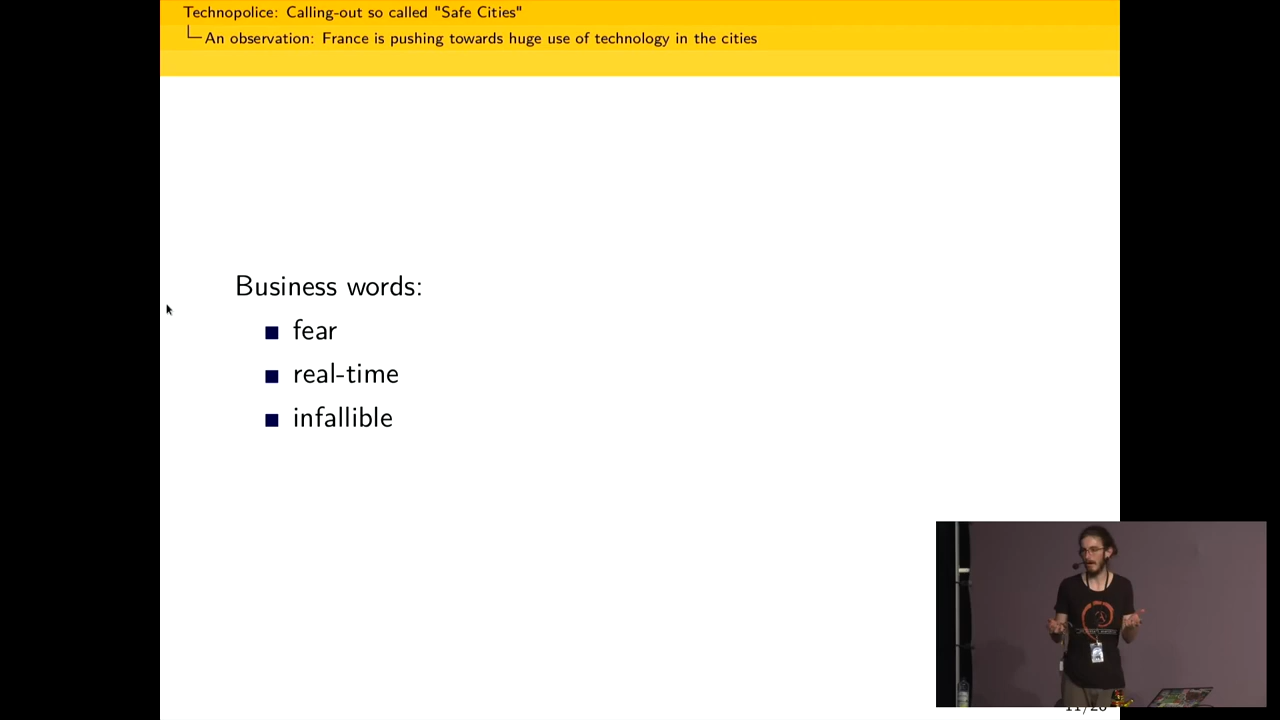 Technopolice: Calling-out so called "Safe Cities"
An observation: France is pushing towards huge use of technology in the cities
Business words:
fear
real-time
infallible